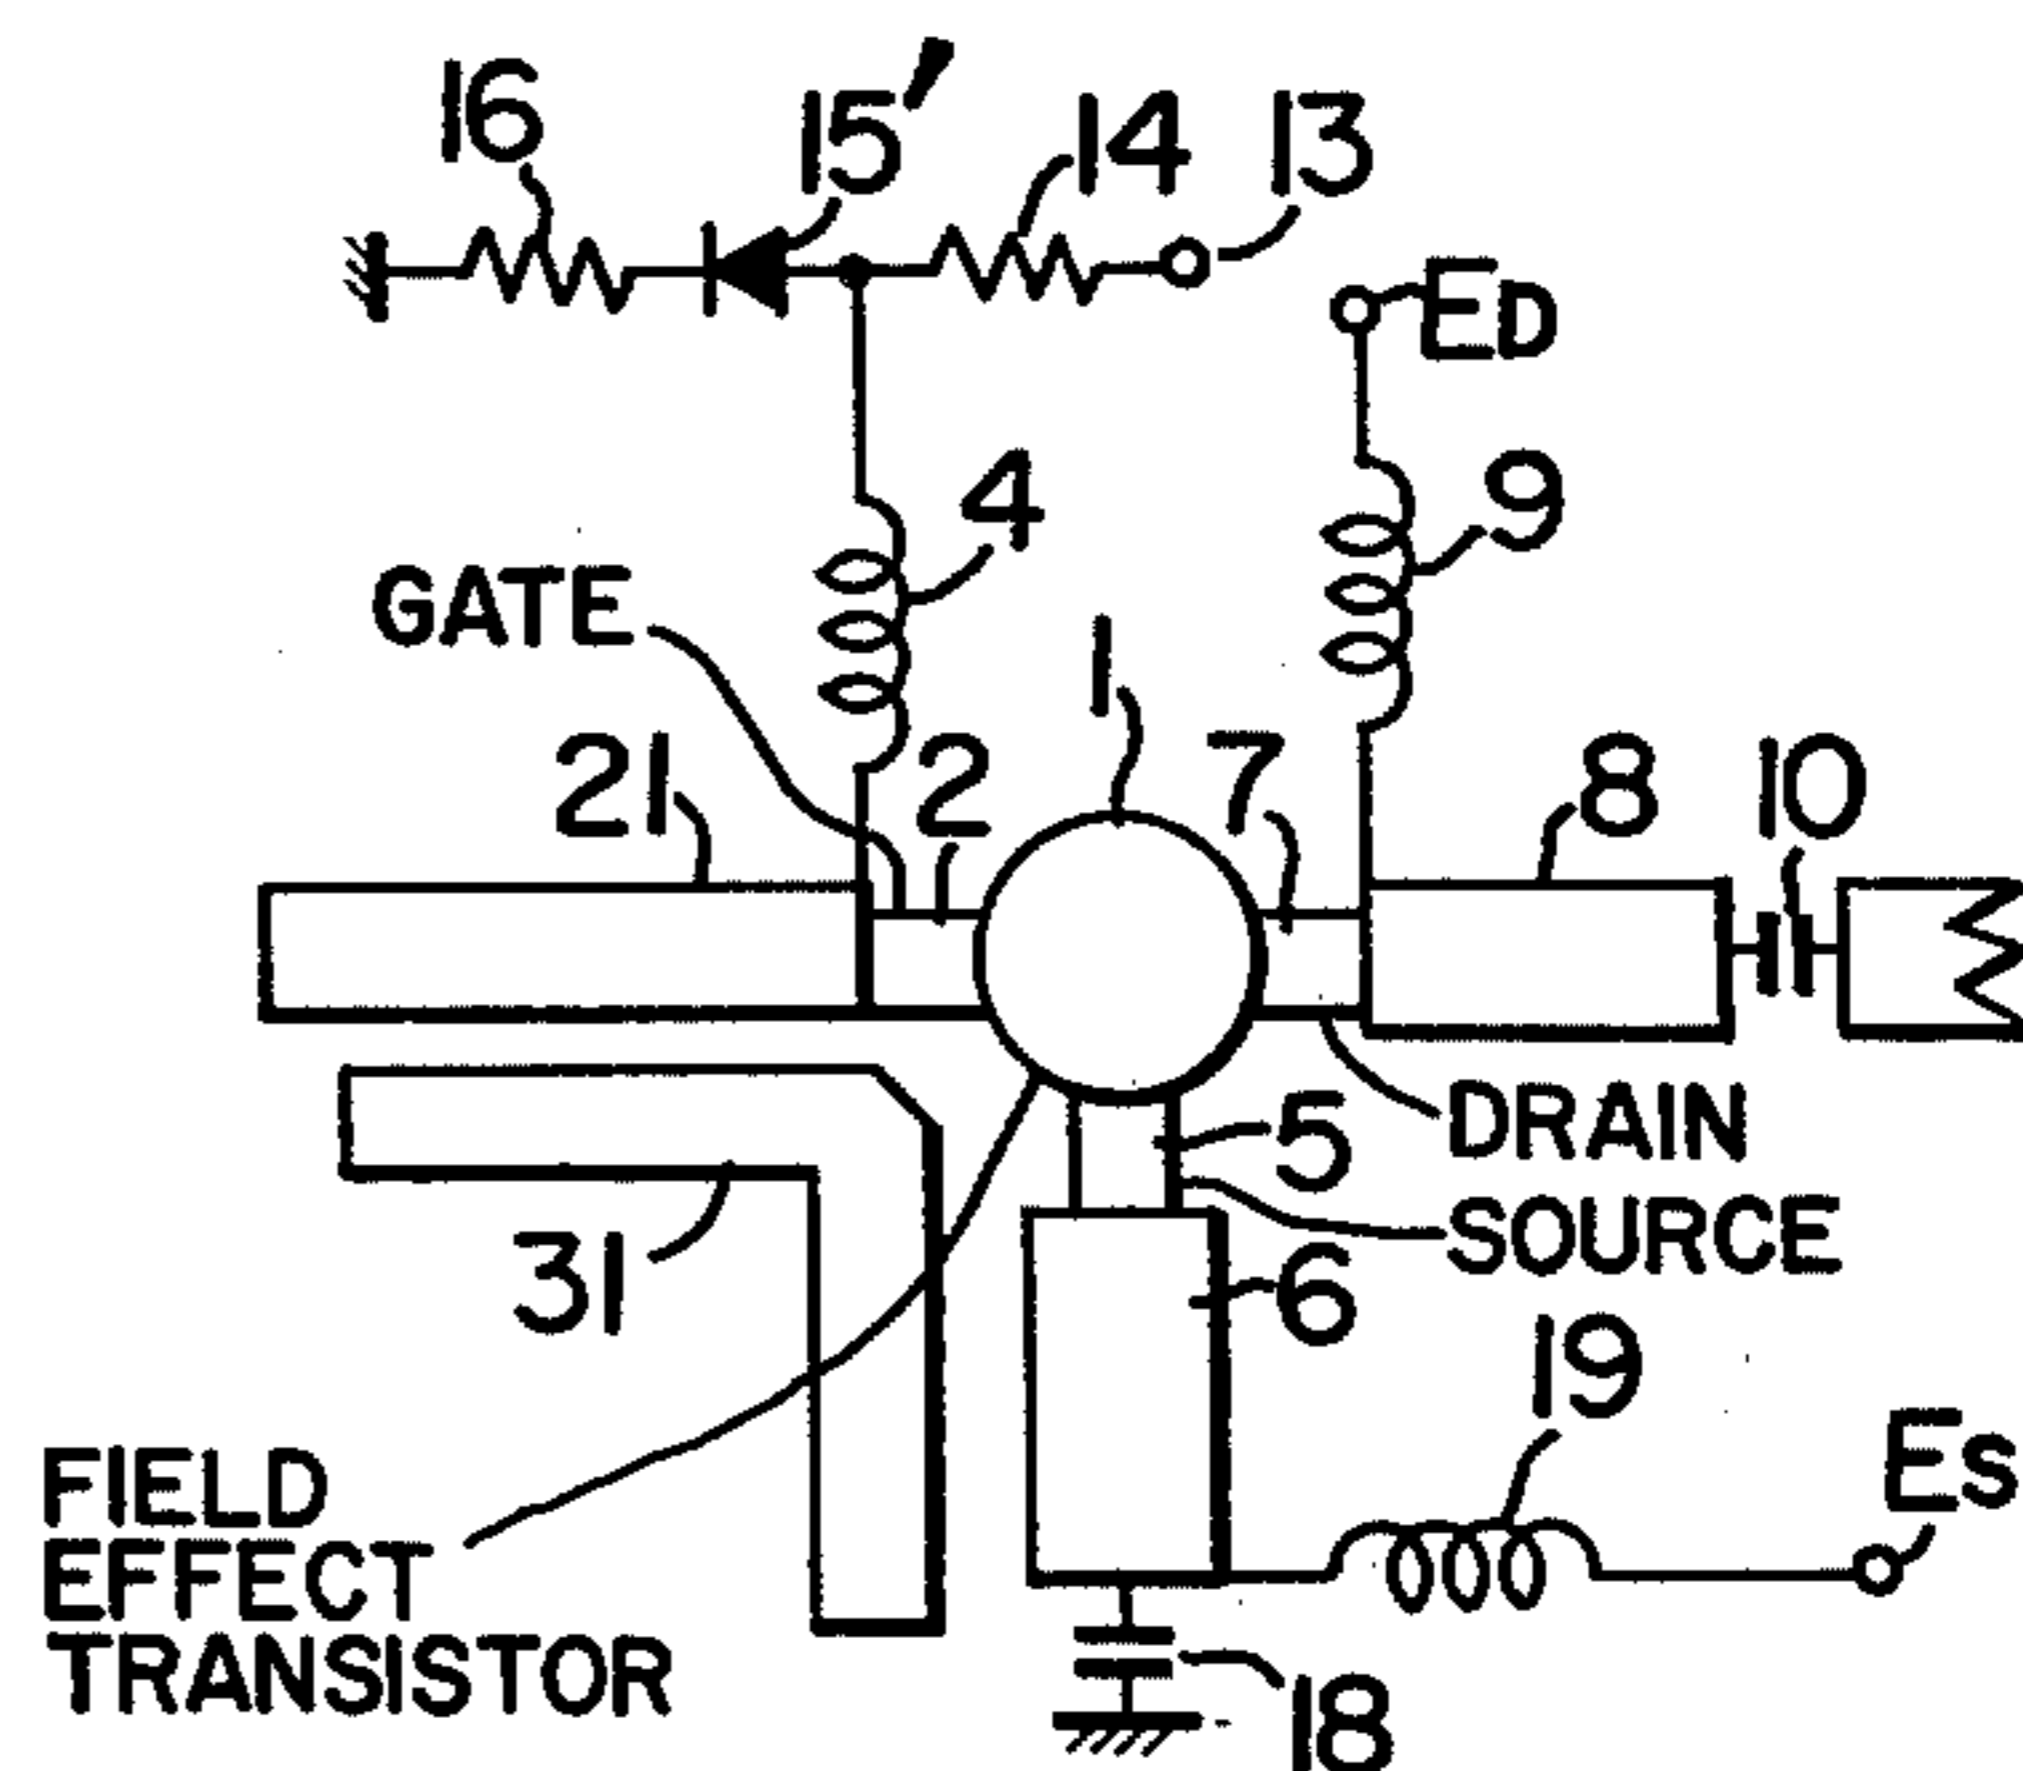 16
15'
14
13
ED
4
9
GATE
1
21
2
7
8
10
5
DRAIN
SOURCE
31
6
19
Es
FIELD
EFFECT
TRANSISTOR
18